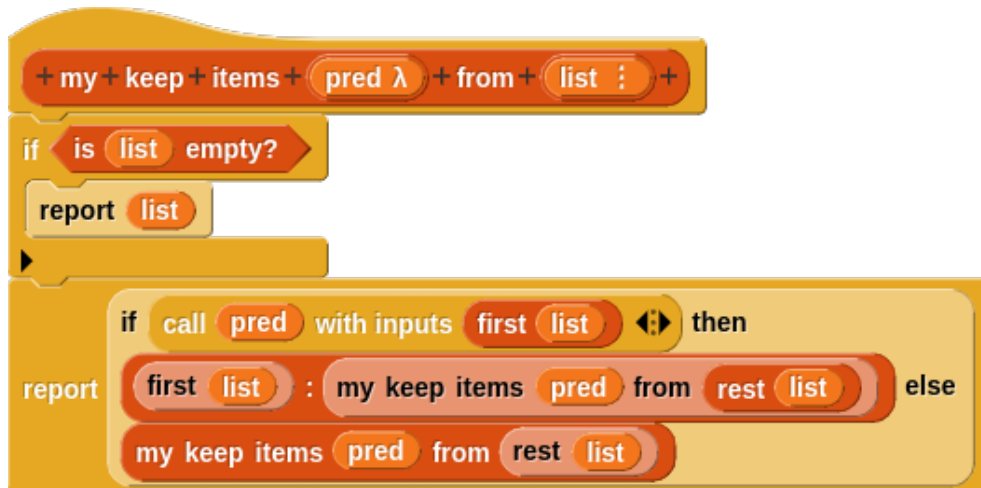 + my + keep + items + pred λ + from + list ⋮ +
if is list empty?
report list
if call pred with inputs first list then
report first list : my keep items pred from rest list else
my keep items pred from rest list